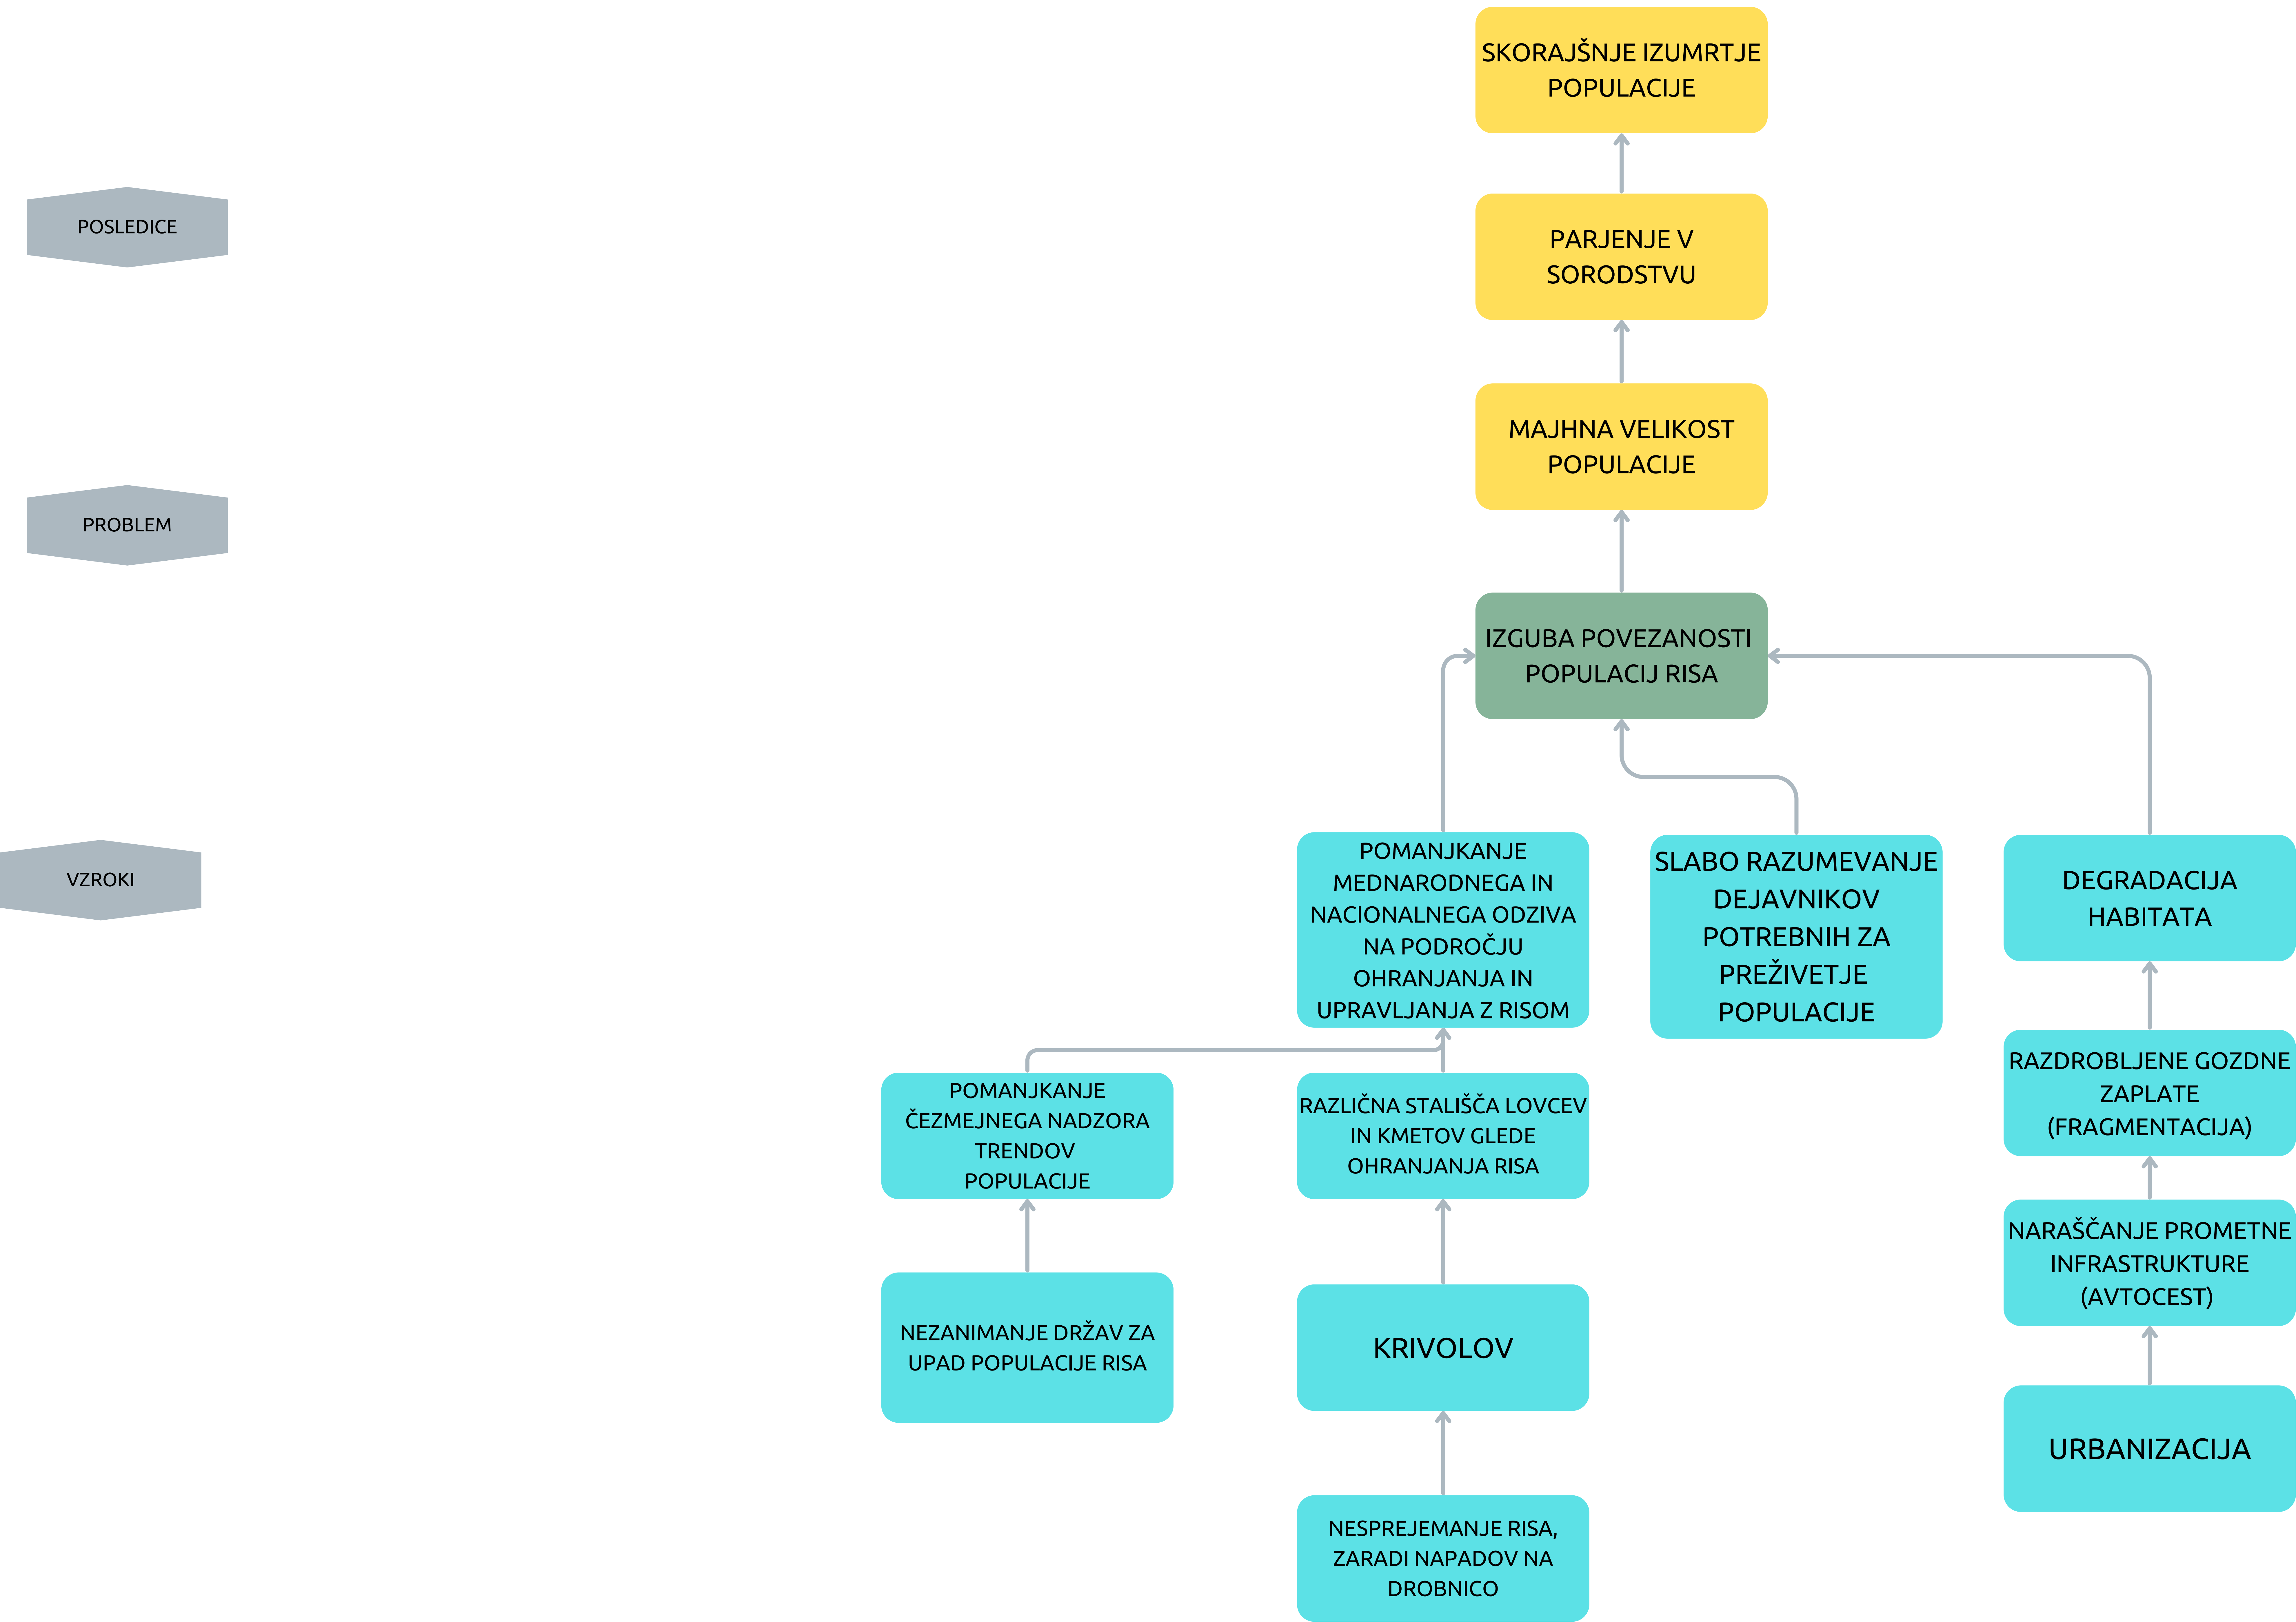 SKORAJŠNJE IZUMRTJE
POPULACIJE
POSLEDICE
PARJENJE V
SORODSTVU
MAJHNA VELIKOST
POPULACIJE
PROBLEM
IZGUBA POVEZANOSTI
POPULACIJ RISA
VZROKI
POMANJKANJE
MEDNARODNEGA IN
NACIONALNEGA ODZIVA
NA PODROČJU
OHRANJANJA IN
UPRAVLJANJA Z RISOM
SLABO RAZUMEVANJE
DEJAVNIKOV
POTREBNIH ZA
PREŽIVETJE
POPULACIJE
DEGRADACIJA
HABITATA
POMANJKANJE
ČEZMEJNEGA NADZORA
TRENDOV
POPULACIJE
RAZLIČNA STALIŠČA LOVCEV
IN KMETOV GLEDE
OHRANJANJA RISA
RAZDROBLJENE GOZDNE
ZAPLATE
(FRAGMENTACIJA)
NEZANIMANJE DRŽAV ZA
UPAD POPULACIJE RISA
KRIVOLOV
NARAŠČANJE PROMETNE
INFRASTRUKTURE
(AVTOCEST)
URBANIZACIJA
NESPREJEMANJE RISA,
ZARADI NAPADOV NA
DROBNICO